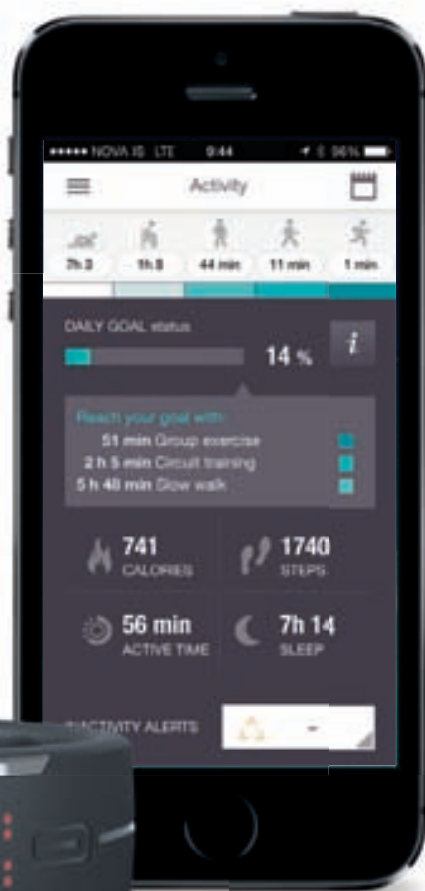 NOVA IS LTE 9:44 96%
Activity
7h 3 1h 8 44 min 11 min 1 min
DAILY GOAL status
14 %
i
Reach your goal with:
51 min Group exercise
2 h 5 min Circuit training
5 h 48 min Slow walk
741 1740
CALORIES STEPS
56 min 7h 14
ACTIVE TIME SLEEP
INACTIVITY ALERTS -